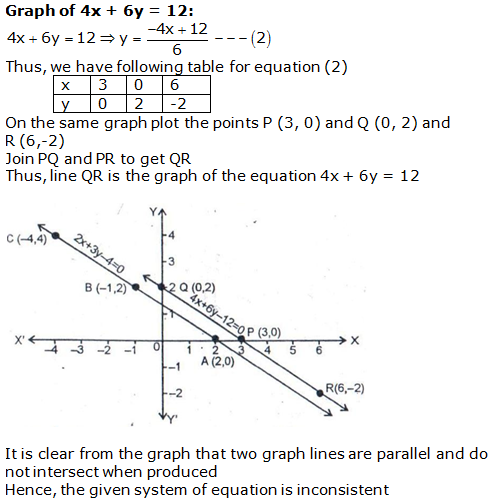 Graph of 4x + 6y = 12:
4x + 6y = 12 ⇒ y = (-4x + 12)/6 - - - (2)
Thus, we have following table for equation (2)
x 3 0 6
y 0 2 -2
On the same graph plot the points P (3, 0) and Q (0, 2) and
R (6,-2)
Join PQ and PR to get QR
Thus, line QR is the graph of the equation 4x + 6y = 12
Y
4
C (-4,4)
2x+3y-4=0
3
B (-1,2)
2 Q (0,2)
4x+6y-12=0
1
P (3,0)
X' X
-4 -3 -2 -1 0 1 2 3 4 5 6
A (2,0)
-1
-2
R(6,-2)
Y'
It is clear from the graph that two graph lines are parallel and do
not intersect when produced
Hence, the given system of equation is inconsistent